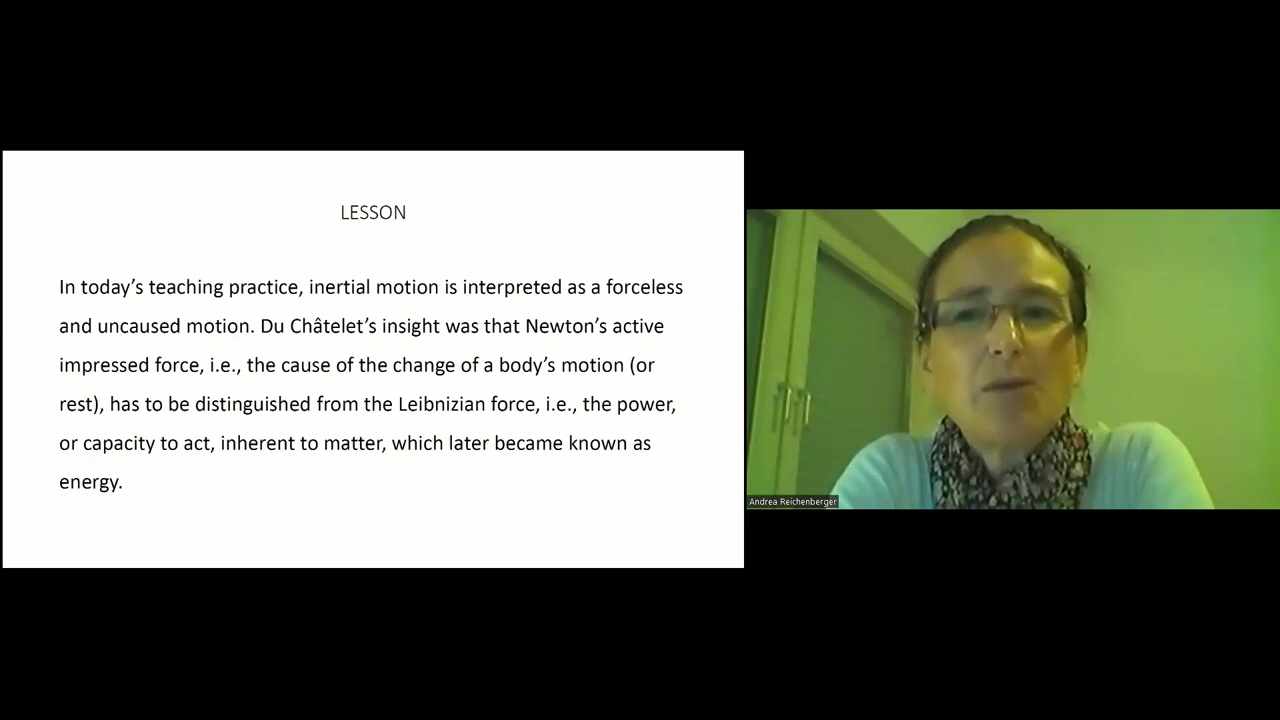 LESSON
In today’s teaching practice, inertial motion is interpreted as a forceless
and uncaused motion. Du Châtelet’s insight was that Newton’s active
impressed force, i.e., the cause of the change of a body’s motion (or
rest), has to be distinguished from the Leibnizian force, i.e., the power,
or capacity to act, inherent to matter, which later became known as
energy.
Andrea Reichenberger